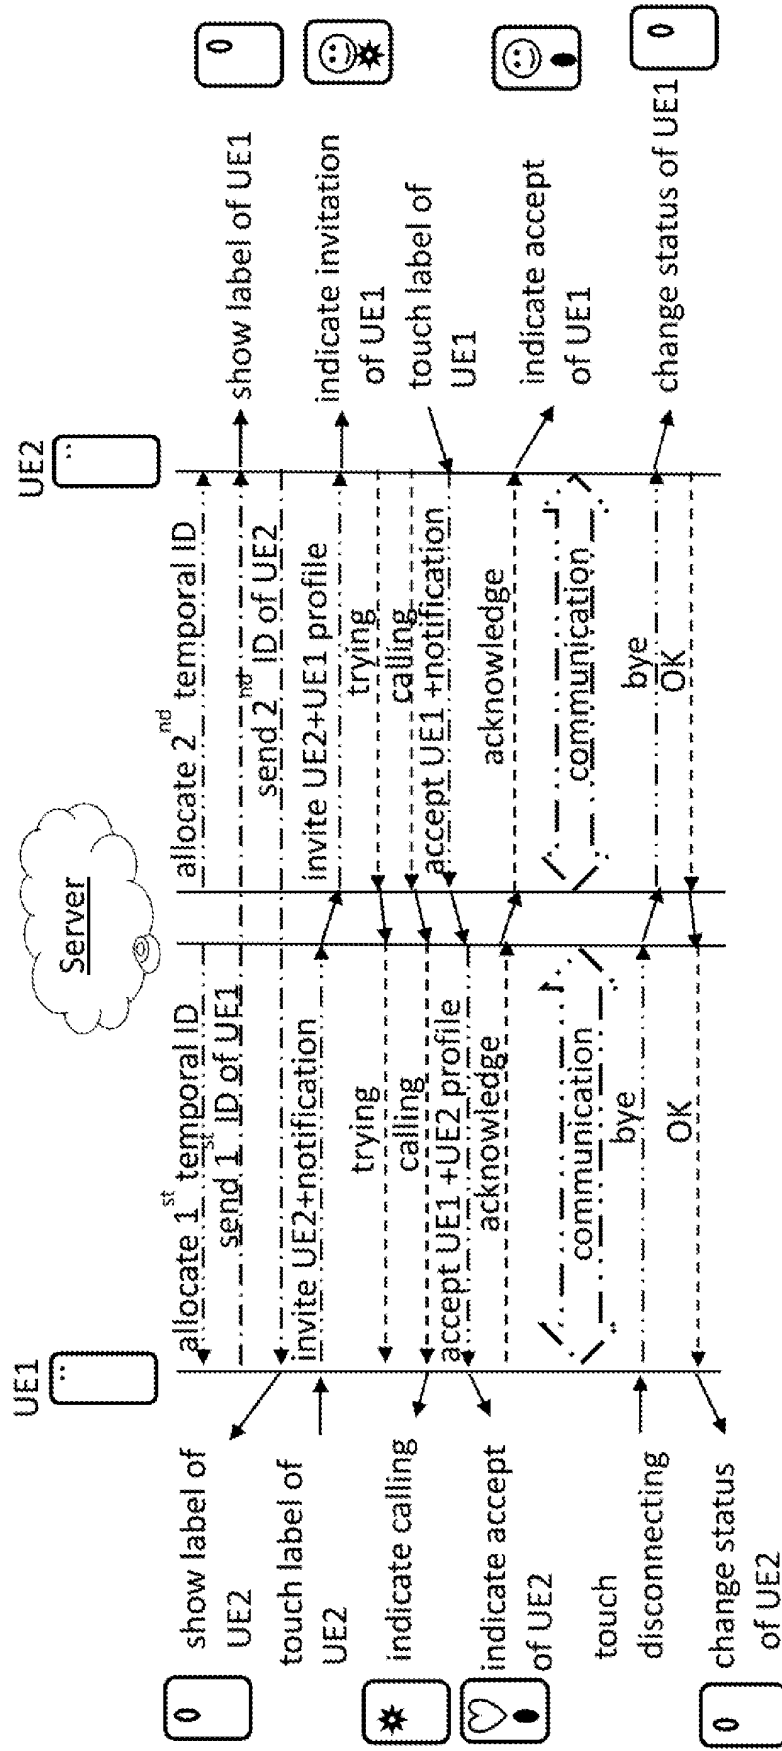 UE1
Server
UE2
show label of
UE2
touch label of
UE2
indicate calling
indicate accept
of UE2
touch
disconnecting
change status
of UE2
allocate 1st temporal ID
send 1st ID of UE1
invite UE2+notification
trying
calling
accept UE1 +UE2 profile
acknowledge
communication
bye
OK
allocate 2nd temporal ID
send 2nd ID of UE2
invite UE2+UE1 profile
trying
calling
accept UE1 +notification
acknowledge
communication
bye
OK
show label of UE1
indicate invitation
of UE1
touch label of
UE1
indicate accept
of UE1
change status of UE1